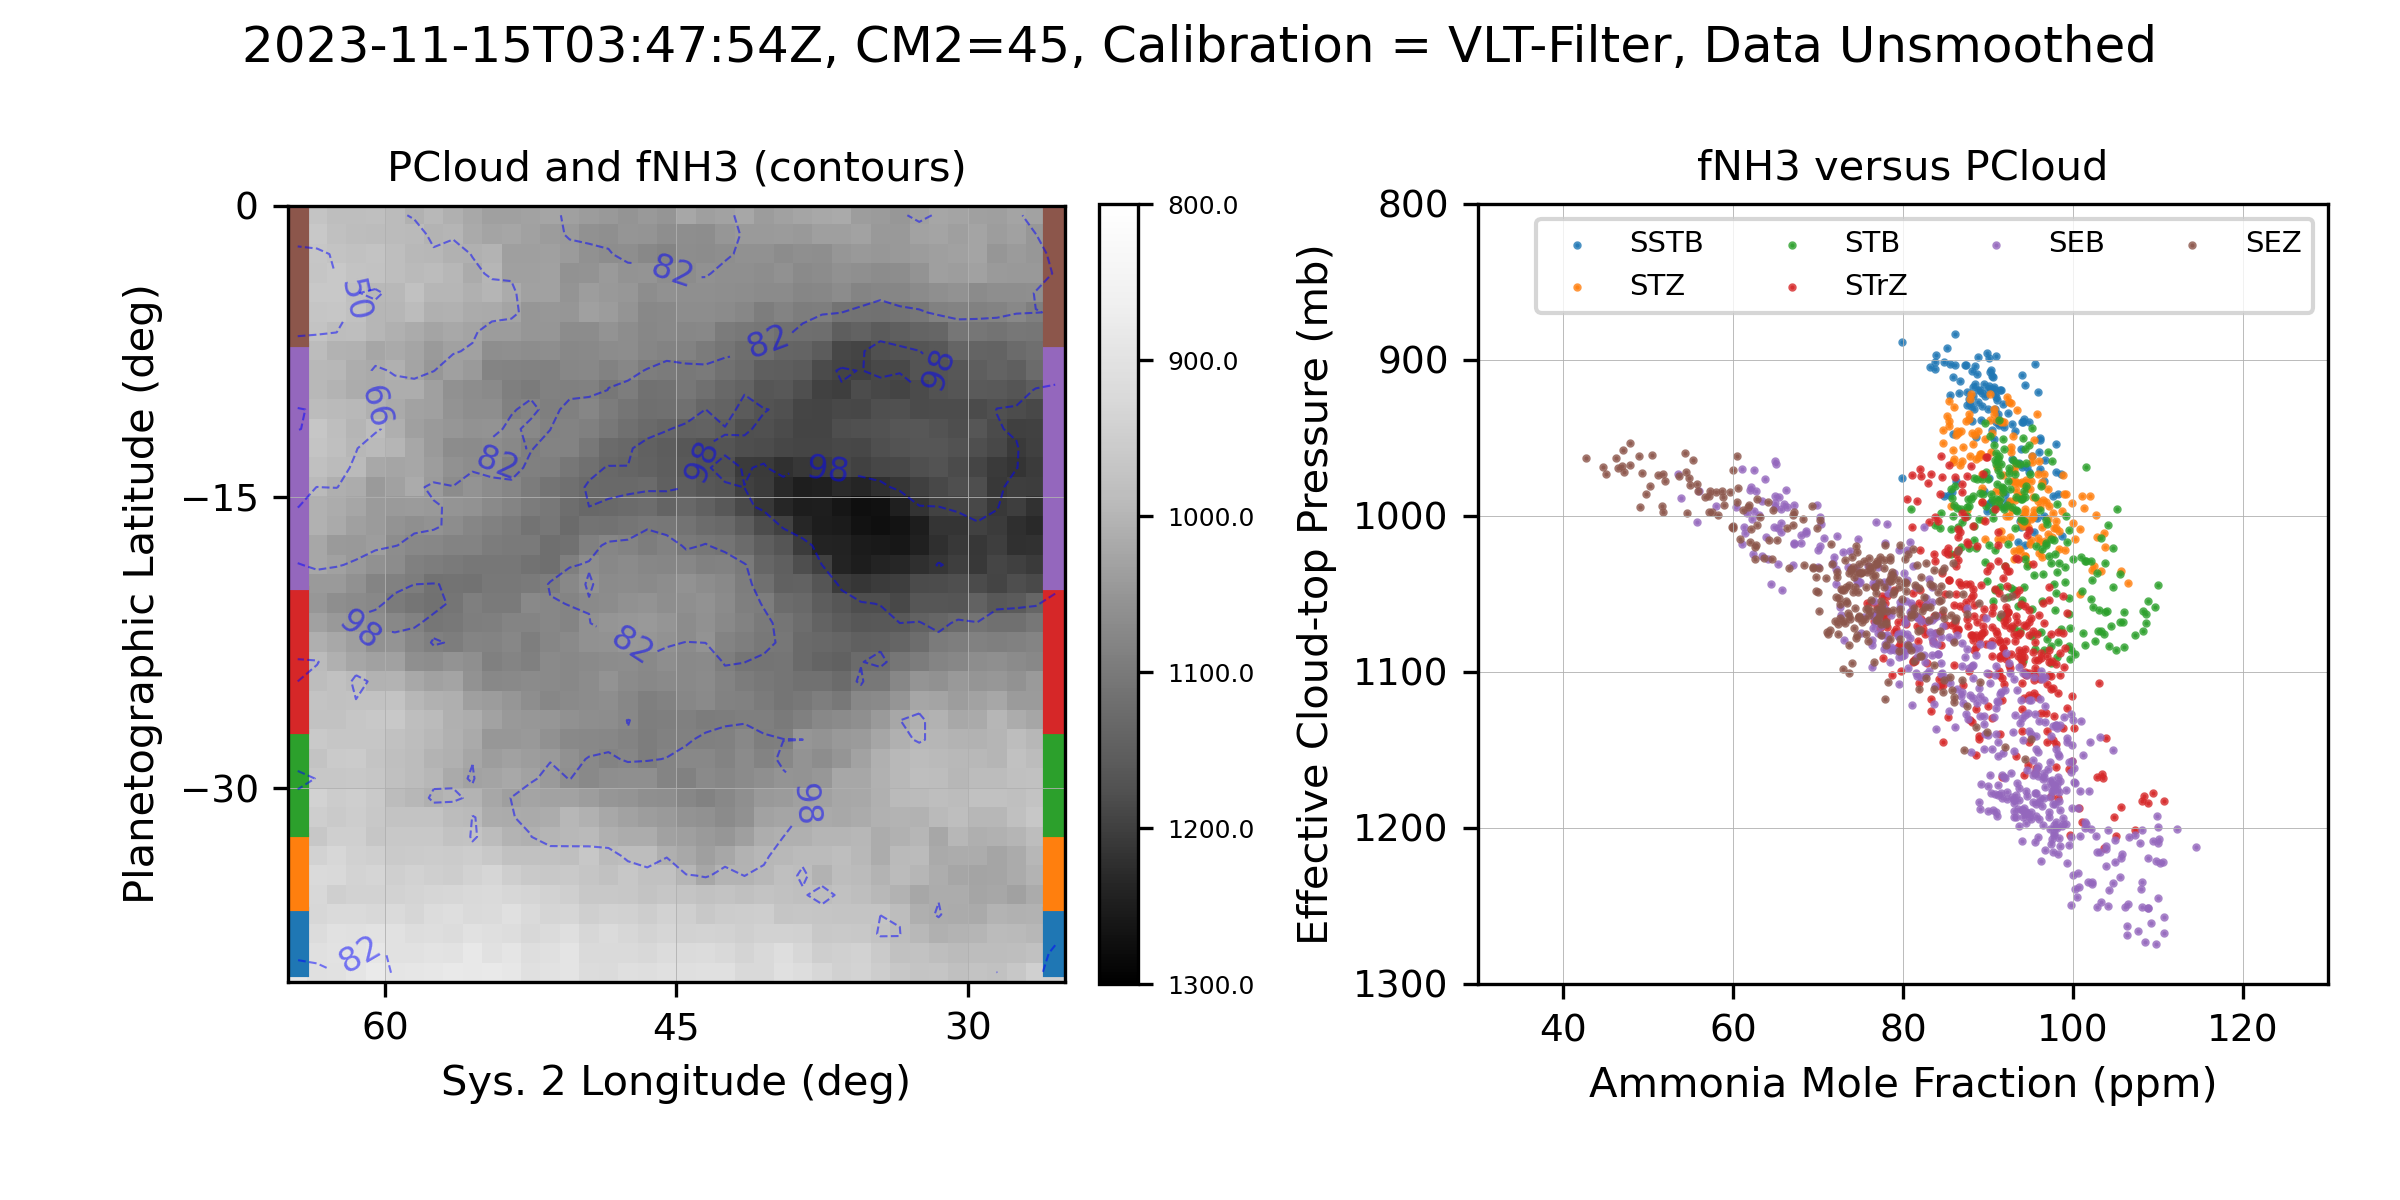 2023-11-15T03:47:54Z, CM2=45, Calibration = VLT-Filter, Data Unsmoothed
PCloud and fNH3 (contours)
0
−15
−30
Planetographic Latitude (deg)
60
45
30
Sys. 2 Longitude (deg)
50
82
82
98
66
82
98
98
98
82
98
82
800.0
900.0
1000.0
1100.0
1200.0
1300.0
fNH3 versus PCloud
SSTB
STB
SEB
SEZ
STZ
STrZ
800
900
1000
1100
1200
1300
Effective Cloud-top Pressure (mb)
40
60
80
100
120
Ammonia Mole Fraction (ppm)